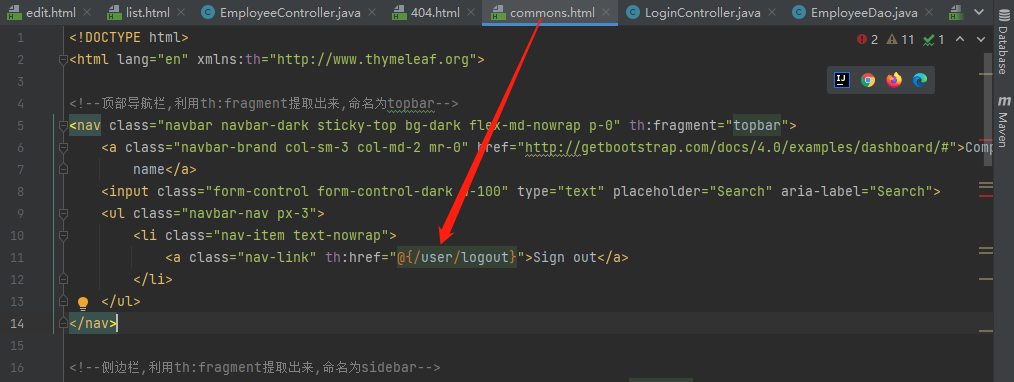 edit.html × list.html × EmployeeController.java × 404.html × commons.html × LoginController.java × EmployeeDao.java ×
2 11 1
Database
Maven
1 <!DOCTYPE html>
2 <html lang="en" xmlns:th="http://www.thymeleaf.org">
3
4 <!--顶部导航栏,利用th:fragment提取出来,命名为topbar-->
5 <nav class="navbar navbar-dark sticky-top bg-dark flex-md-nowrap p-0" th:fragment="topbar">
6 <a class="navbar-brand col-sm-3 col-md-2 mr-0" href="http://getbootstrap.com/docs/4.0/examples/dashboard/#">Comp
7 name</a>
8 <input class="form-control form-control-dark w-100" type="text" placeholder="Search" aria-label="Search">
9 <ul class="navbar-nav px-3">
10 <li class="nav-item text-nowrap">
11 <a class="nav-link" th:href="@{/user/logout}">Sign out</a>
12 </li>
13 </ul>
14 </nav>
15
16 <!--侧边栏,利用th:fragment提取出来,命名为sidebar-->